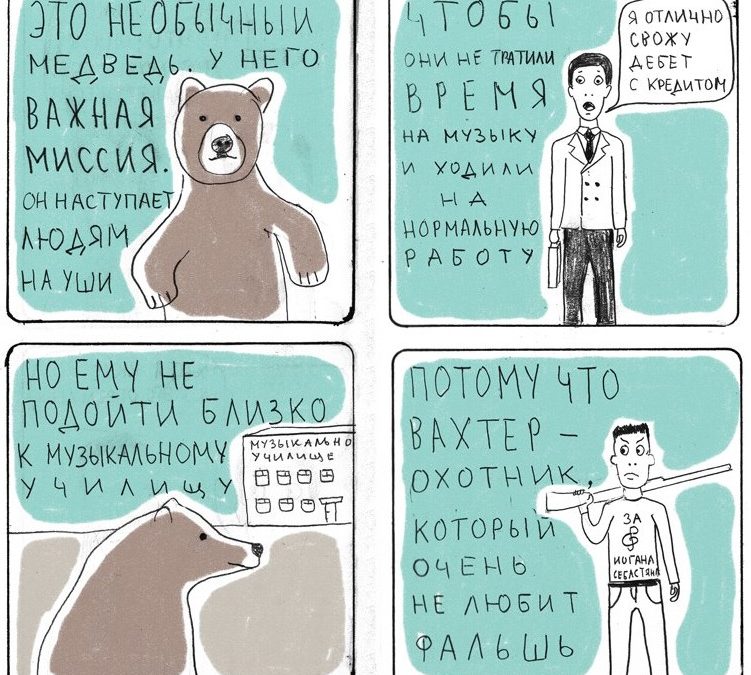 ЭТО НЕОБЫЧНЫЙ
МЕДВЕДЬ. У НЕГО
ВАЖНАЯ
МИССИЯ.
ОН НАСТУПАЕТ
ЛЮДЯМ
НА УШИ
ЧТОБЫ
ОНИ НЕ ТРАТИЛИ
ВРЕМЯ
НА МУЗЫКУ
И ХОДИЛИ
НА
НОРМАЛЬНУЮ
РАБОТУ
Я ОТЛИЧНО
СВОЖУ
ДЕБЕТ
С КРЕДИТОМ
НО ЕМУ НЕ
ПОДОЙТИ БЛИЗКО
К МУЗЫКАЛЬНОМУ
УЧИЛИЩУ
МУЗЫКАЛЬНО
УЧИЛИЩЕ
ПОТОМУ ЧТО
ВАХТЕР –
ОХОТНИК,
КОТОРЫЙ
ОЧЕНЬ
НЕ ЛЮБИТ
ФАЛЬШЬ
ЗА
ИОГАНА
СЕБАСТЯНА